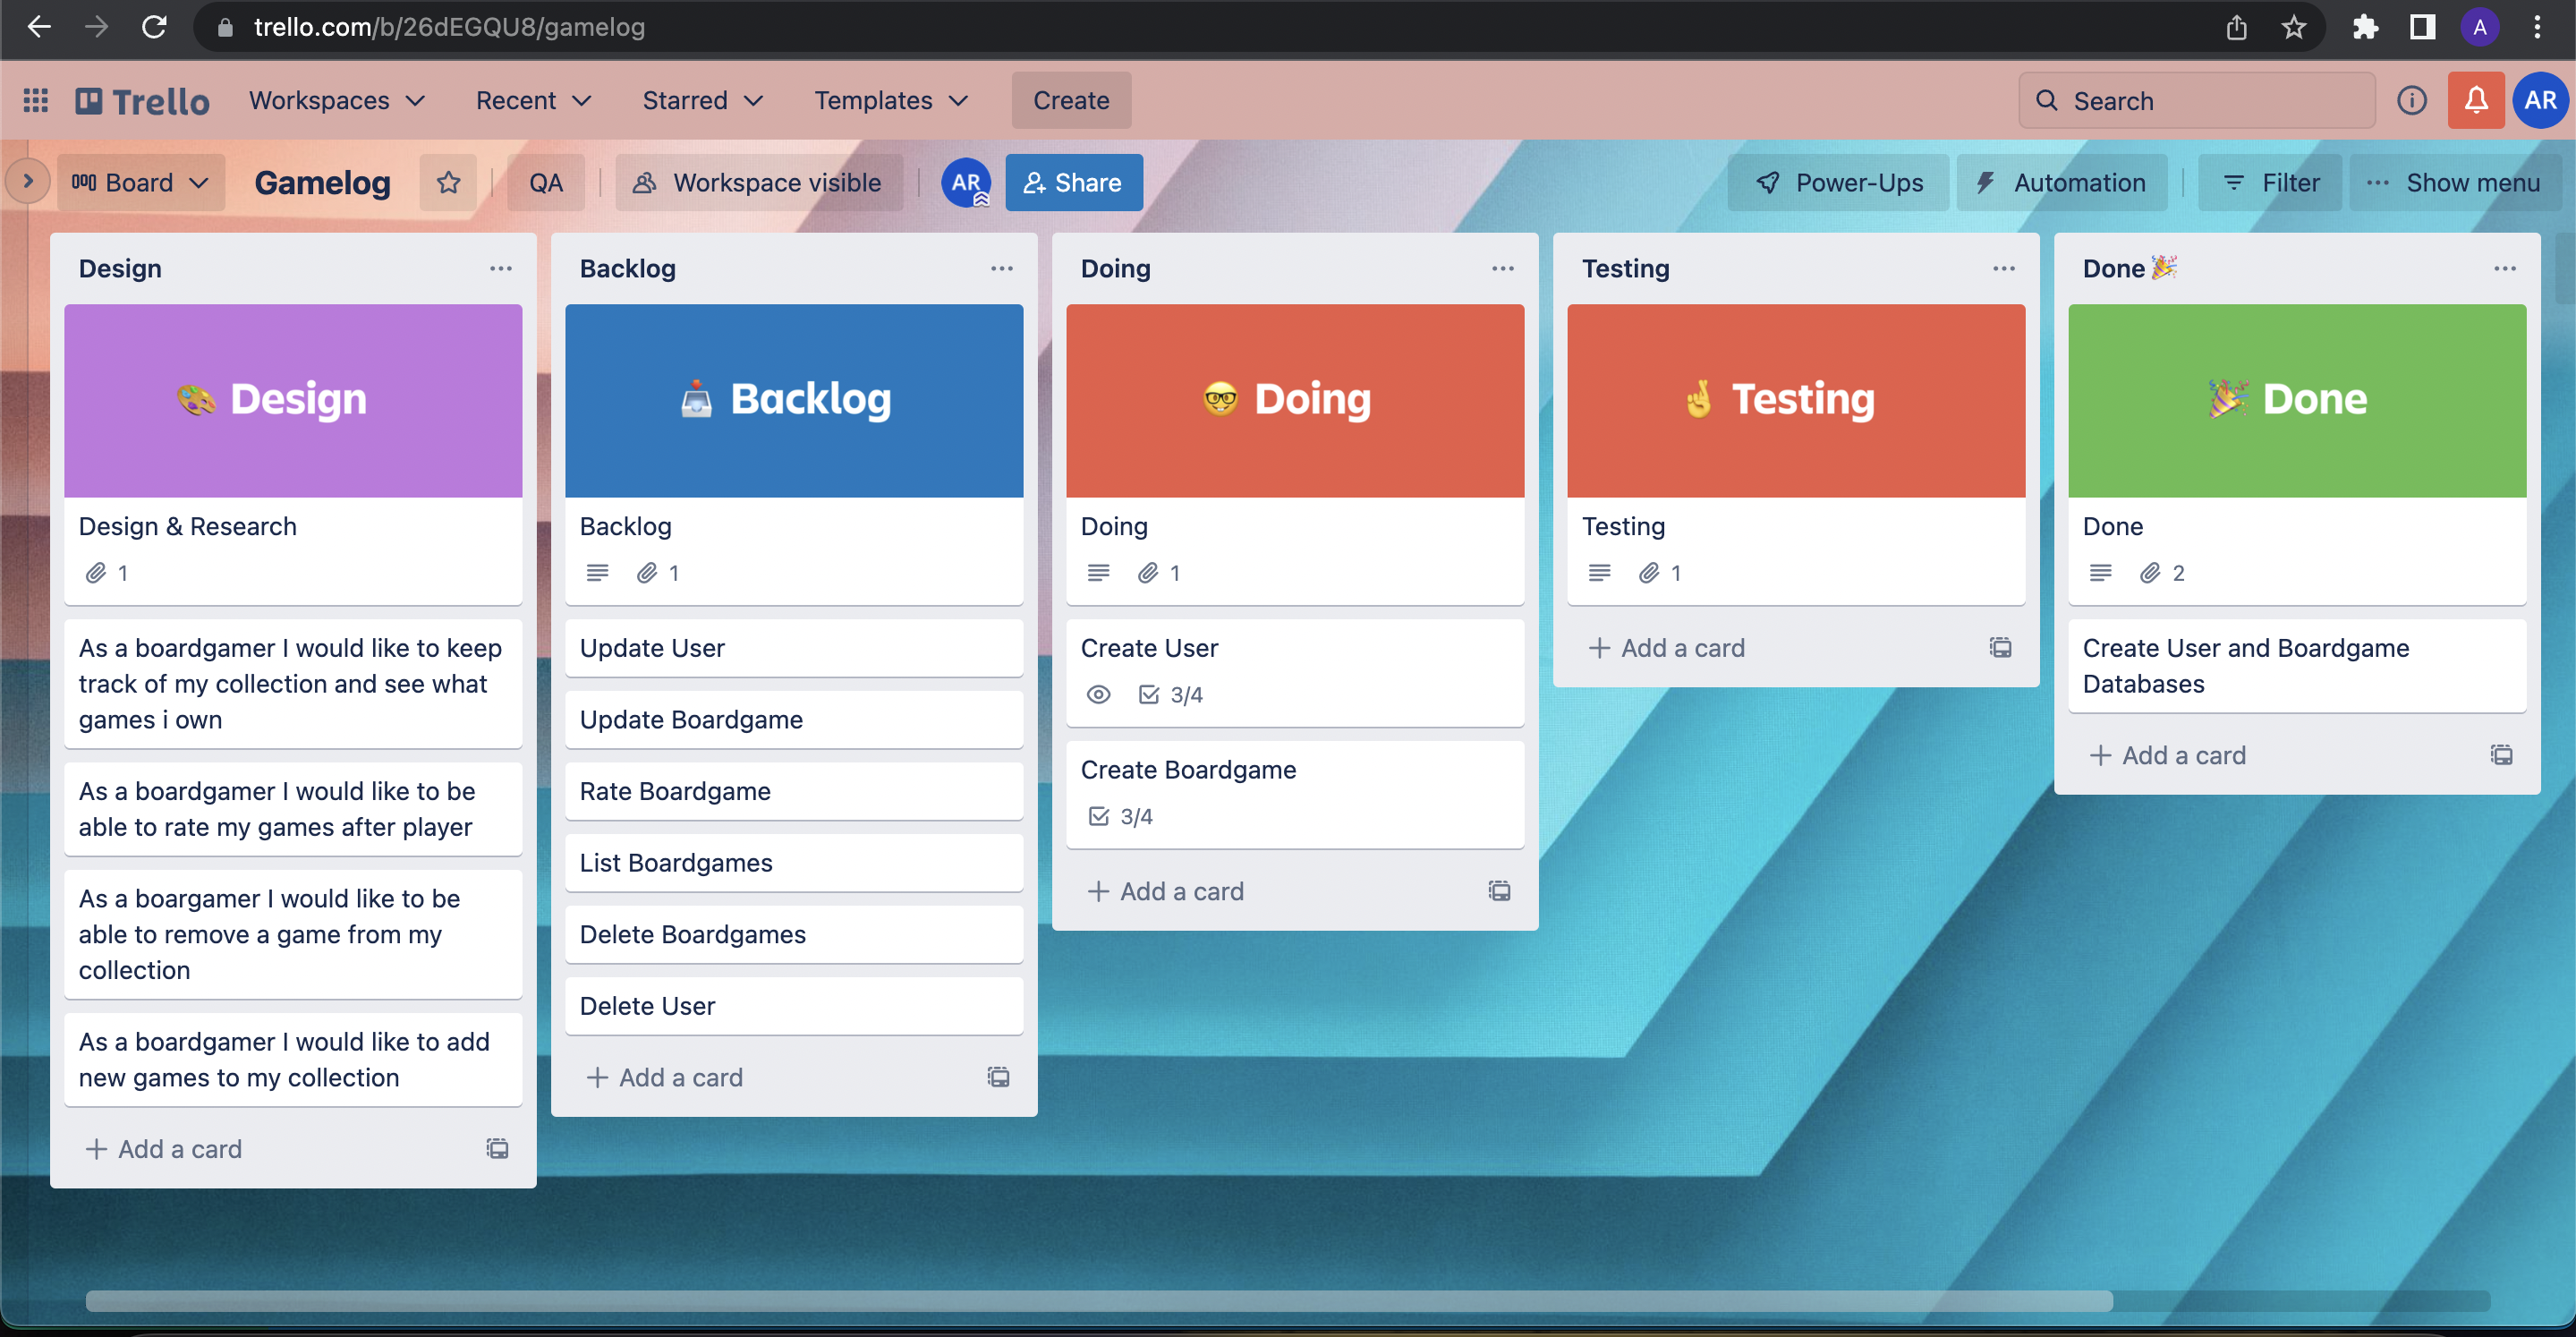 trello.com/b/26dEGQU8/gamelog
A
Trello
Workspaces
Recent
Starred
Templates
Create
Search
AR
Board
Gamelog
QA
Workspace visible
AR
Share
Power-Ups
Automation
Filter
Show menu
Design
Design
Design & Research
1
As a boardgamer I would like to keep
track of my collection and see what
games i own
As a boardgamer I would like to be
able to rate my games after player
As a boargamer I would like to be
able to remove a game from my
collection
As a boardgamer I would like to add
new games to my collection
Add a card
Backlog
Backlog
Backlog
1
Update User
Update Boardgame
Rate Boardgame
List Boardgames
Delete Boardgames
Delete User
Add a card
Doing
Doing
Doing
1
Create User
3/4
Create Boardgame
3/4
Add a card
Testing
Testing
Testing
1
Add a card
Done 🎉
Done
Done
2
Create User and Boardgame
Databases
Add a card